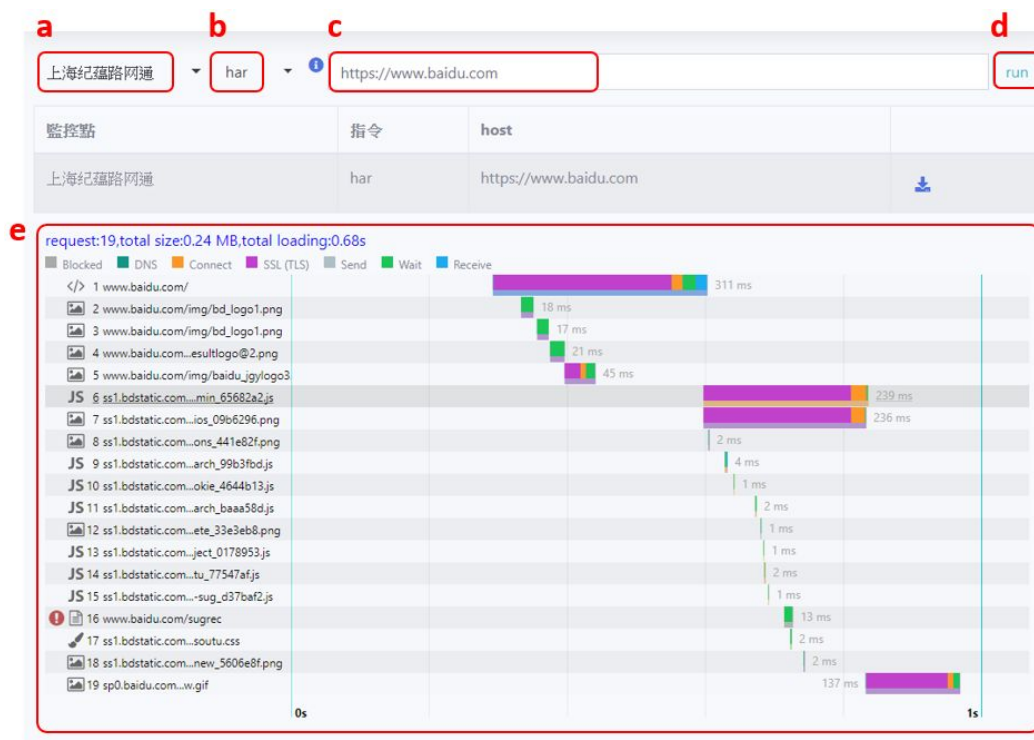 a b c d
上海纪蕴路网通 har https://www.baidu.com run
監控點 指令 host
上海纪蕴路网通 har https://www.baidu.com
e
request:19,total size:0.24 MB,total loading:0.68s
Blocked DNS Connect SSL (TLS) Send Wait Receive
</> 1 www.baidu.com/ 311 ms
2 www.baidu.com/img/bd_logo1.png 18 ms
3 www.baidu.com/img/bd_logo1.png 17 ms
4 www.baidu.com...esultlogo@2.png 21 ms
5 www.baidu.com/img/baidu_jgylogo3 45 ms
JS 6 ss1.bdstatic.com....min_65682a2.js 239 ms
7 ss1.bdstatic.com...ios_09b6296.png 236 ms
8 ss1.bdstatic.com...ons_441e82f.png 2 ms
JS 9 ss1.bdstatic.com...arch_99b3fbd.js 4 ms
JS 10 ss1.bdstatic.com...okie_4644b13.js 1 ms
JS 11 ss1.bdstatic.com...arch_baaa58d.js 2 ms
12 ss1.bdstatic.com...ete_33e3eb8.png 1 ms
JS 13 ss1.bdstatic.com...ject_0178953.js 1 ms
JS 14 ss1.bdstatic.com...tu_77547af.js 2 ms
JS 15 ss1.bdstatic.com...-sug_d37baf2.js 1 ms
16 www.baidu.com/sugrec 13 ms
17 ss1.bdstatic.com...soutu.css 2 ms
18 ss1.bdstatic.com...new_5606e8f.png 2 ms
19 sp0.baidu.com...w.gif 137 ms
0s 1s